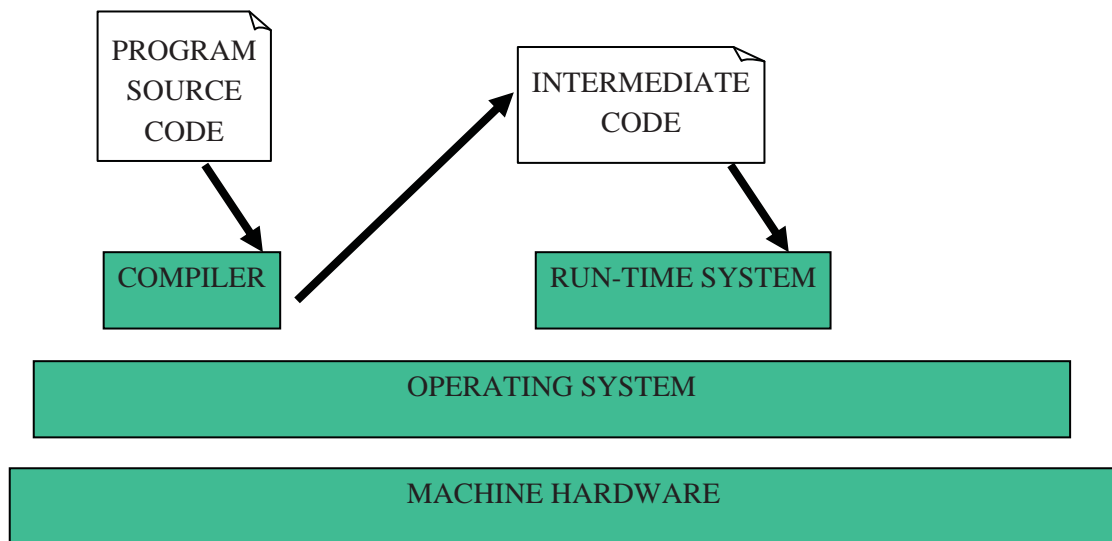 PROGRAM
SOURCE
CODE
INTERMEDIATE
CODE
COMPILER
RUN-TIME SYSTEM
OPERATING SYSTEM
MACHINE HARDWARE